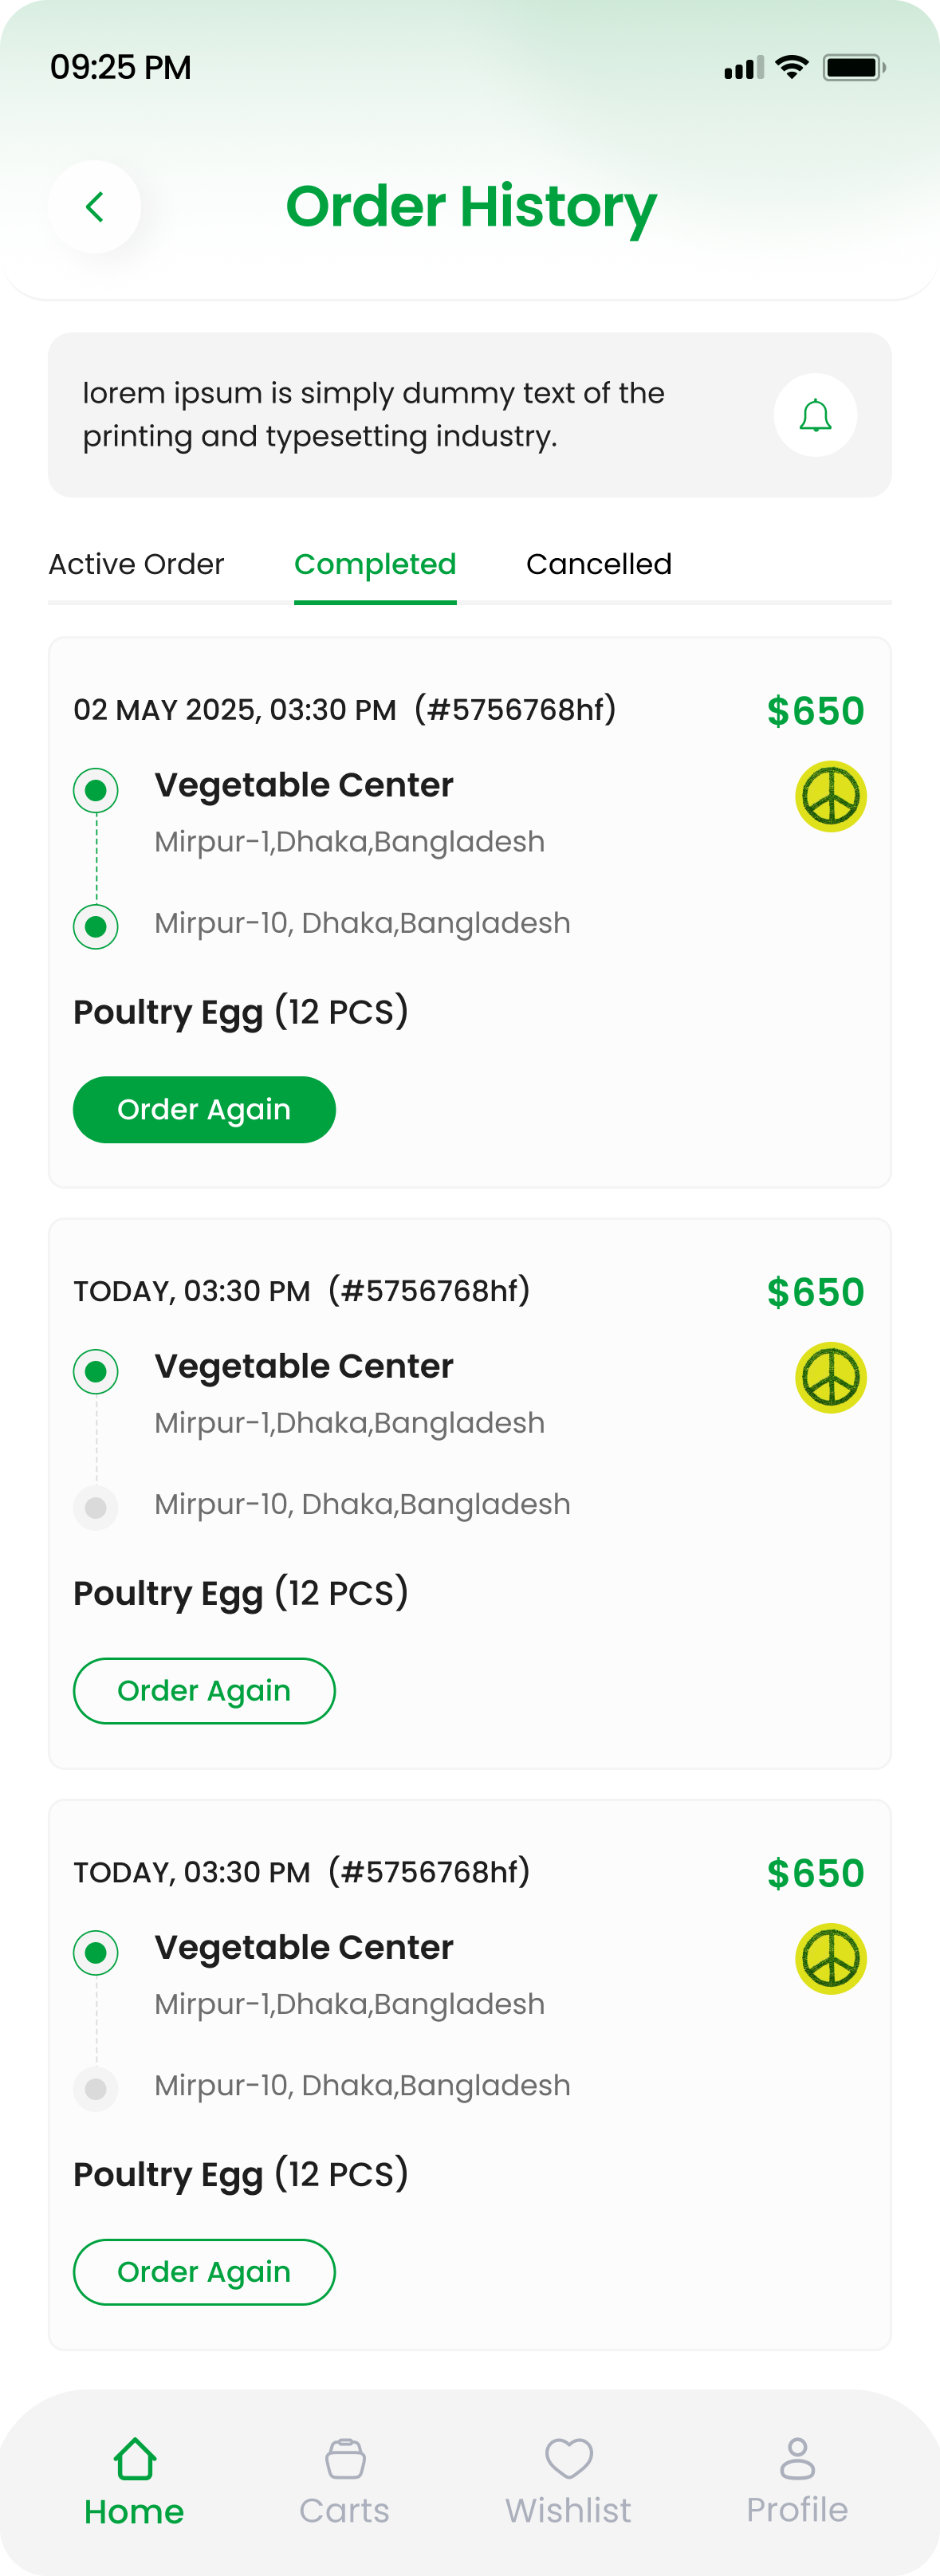 09:25 PM
Order History
lorem ipsum is simply dummy text of the
printing and typesetting industry.
Active Order Completed Cancelled
02 MAY 2025, 03:30 PM (#5756768hf) $650
Vegetable Center
Mirpur-1,Dhaka,Bangladesh
Mirpur-10, Dhaka,Bangladesh
Poultry Egg (12 PCS)
Order Again
TODAY, 03:30 PM (#5756768hf) $650
Vegetable Center
Mirpur-1,Dhaka,Bangladesh
Mirpur-10, Dhaka,Bangladesh
Poultry Egg (12 PCS)
Order Again
TODAY, 03:30 PM (#5756768hf) $650
Vegetable Center
Mirpur-1,Dhaka,Bangladesh
Mirpur-10, Dhaka,Bangladesh
Poultry Egg (12 PCS)
Order Again
Home Carts Wishlist Profile